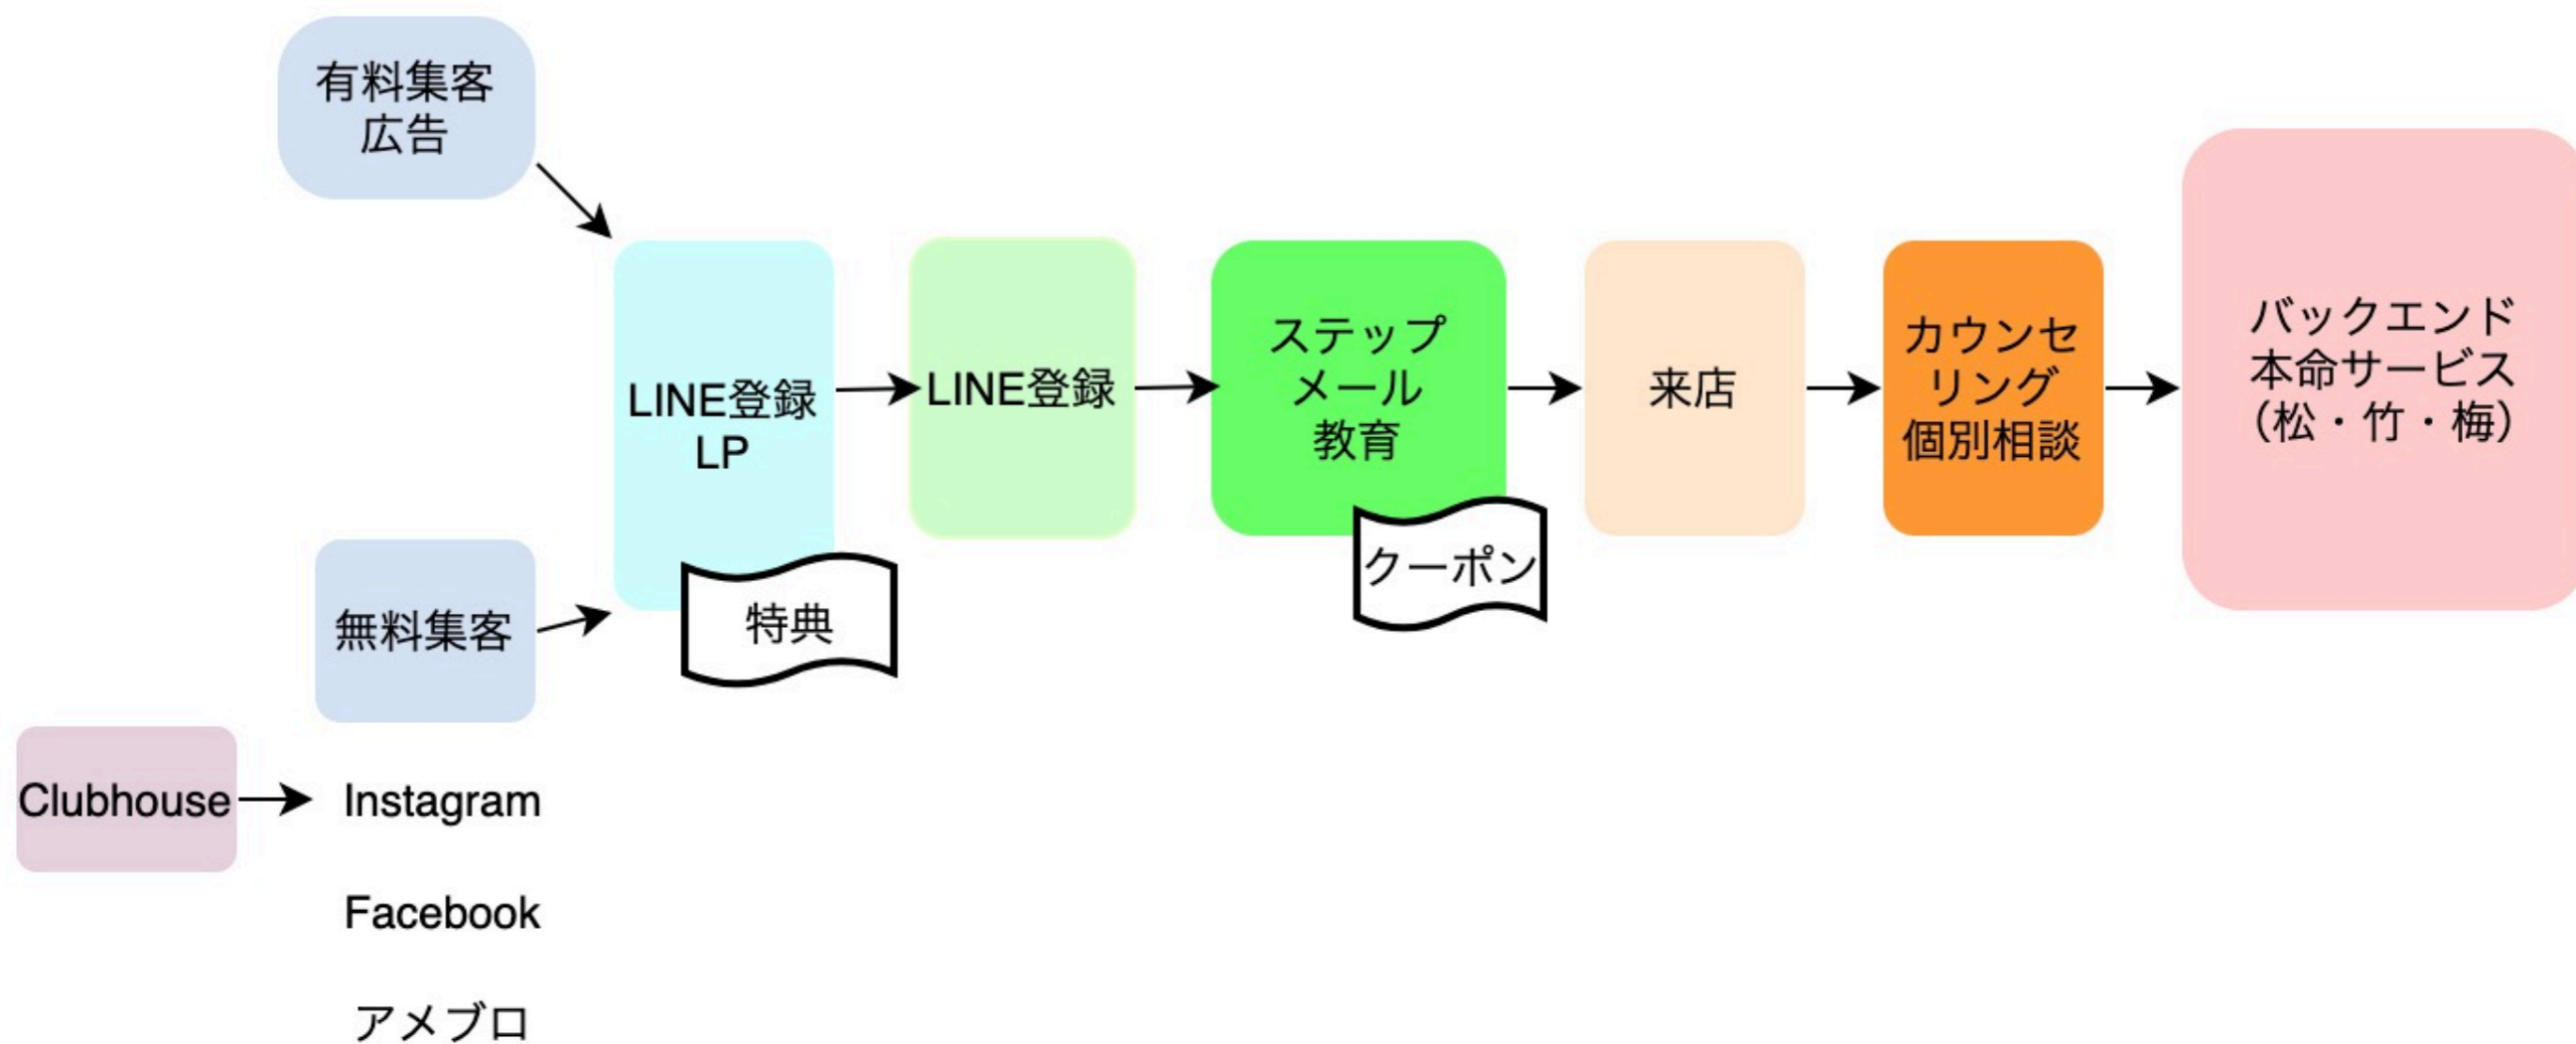 有料集客
広告
LINE登録
LP
特典
LINE登録
ステップ
メール
教育
クーポン
来店
カウンセ
リング
個別相談
バックエンド
本命サービス
（松・竹・梅）
無料集客
Clubhouse
Instagram
Facebook
アメブロ